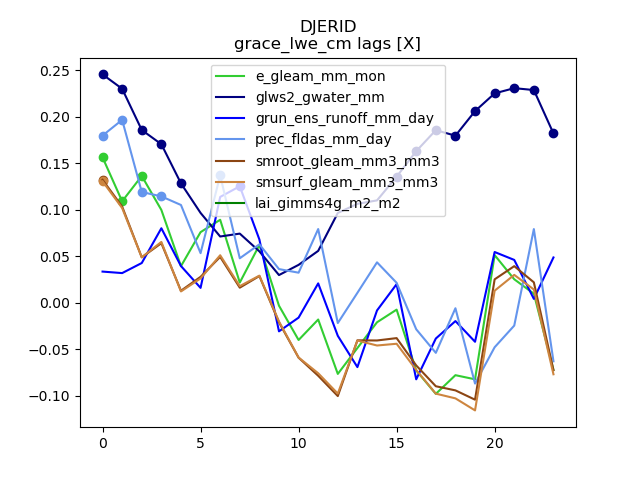 DJERID
grace_lwe_cm lags [X]
e_gleam_mm_mon
glws2_gwater_mm
grun_ens_runoff_mm_day
prec_fldas_mm_day
smroot_gleam_mm3_mm3
smsurf_gleam_mm3_mm3
lai_gimms4g_m2_m2
0.25
0.20
0.15
0.10
0.05
0.00
−0.05
−0.10
0 5 10 15 20